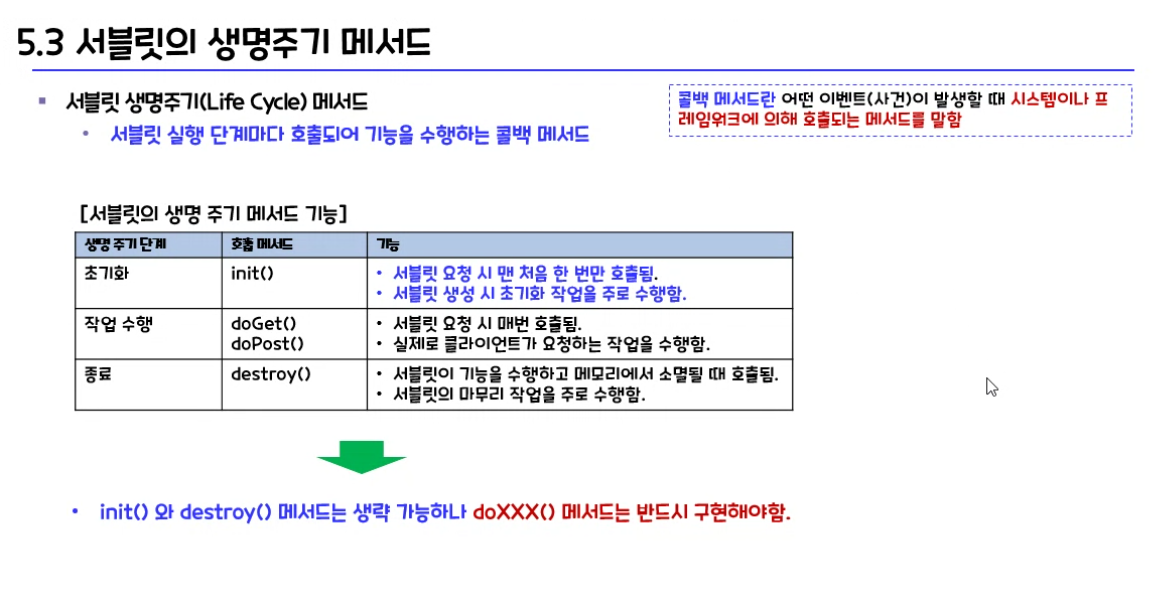 5.3 서블릿의 생명주기 메서드
서블릿 생명주기(Life Cycle) 메서드
서블릿 실행 단계마다 호출되어 기능을 수행하는 콜백 메서드
콜백 메서드란 어떤 이벤트(사건)이 발생할 때 시스템이나 프
레임워크에 의해 호출되는 메서드를 말함
[서블릿의 생명 주기 메서드 기능]
생명 주기 단계 호출 메서드 기능
초기화 init() • 서블릿 요청 시 맨 처음 한 번만 호출됨.
• 서블릿 생성 시 초기화 작업을 주로 수행함.
작업 수행 doGet() • 서블릿 요청 시 매번 호출됨.
doPost() • 실제로 클라이언트가 요청하는 작업을 수행함.
종료 destroy() • 서블릿이 기능을 수행하고 메모리에서 소멸될 때 호출됨.
• 서블릿의 마무리 작업을 주로 수행함.
• init() 와 destroy() 메서드는 생략 가능하나 doXXX() 메서드는 반드시 구현해야함.